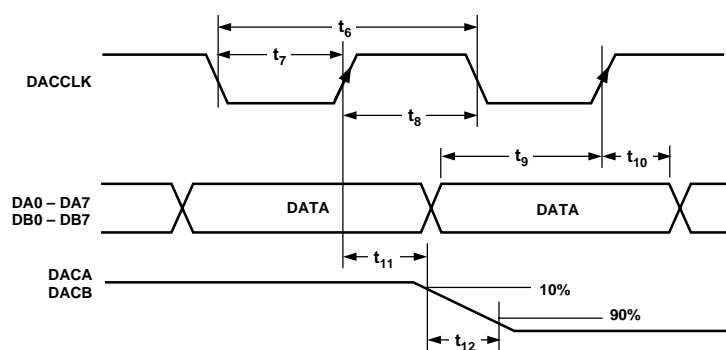 t6
t7
DACCLK
t8
t9
t10
DA0 – DA7
DB0 – DB7
DATA
DATA
t11
DACA
DACB
10%
90%
t12